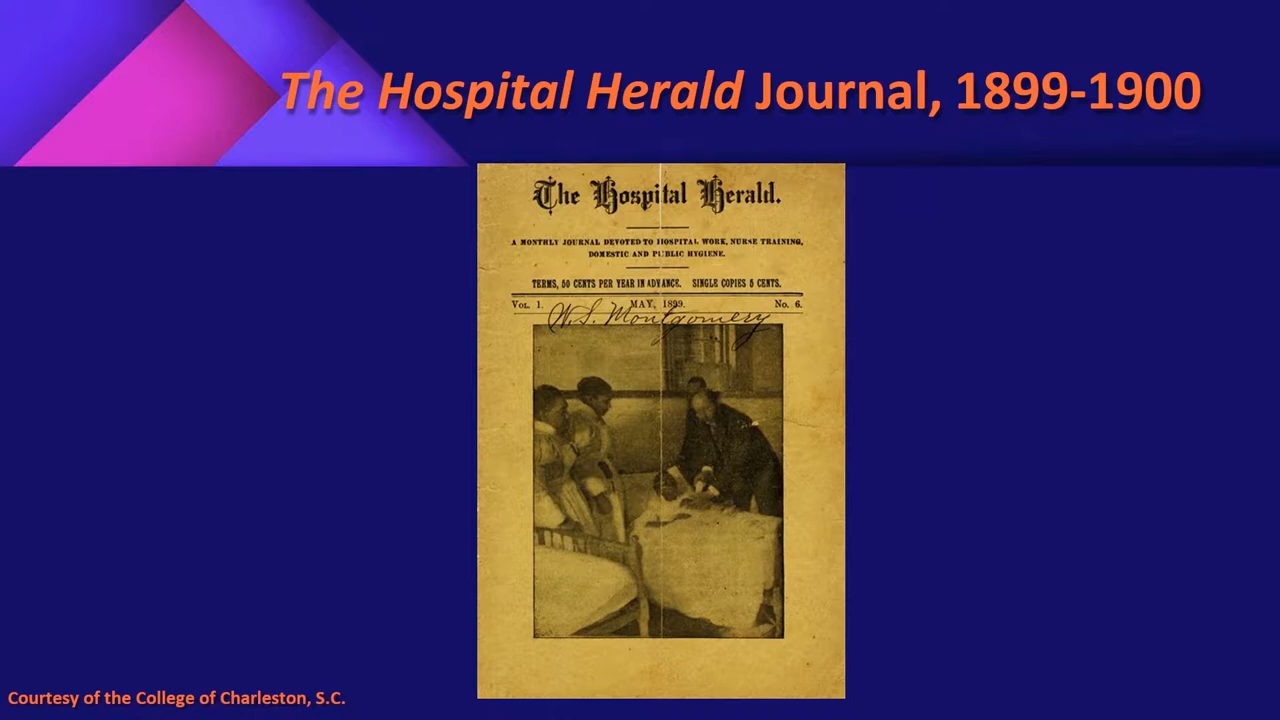 The Hospital Herald Journal, 1899-1900
The Hospital Herald.
A MONTHLY JOURNAL DEVOTED TO HOSPITAL WORK, NURSE TRAINING,
DOMESTIC AND PUBLIC HYGIENE.
TERMS, 50 CENTS PER YEAR IN ADVANCE. SINGLE COPIES 5 CENTS.
VOL. 1. MAY, 1899. No. 6.
W.S. Montgomery
Courtesy of the College of Charleston, S.C.